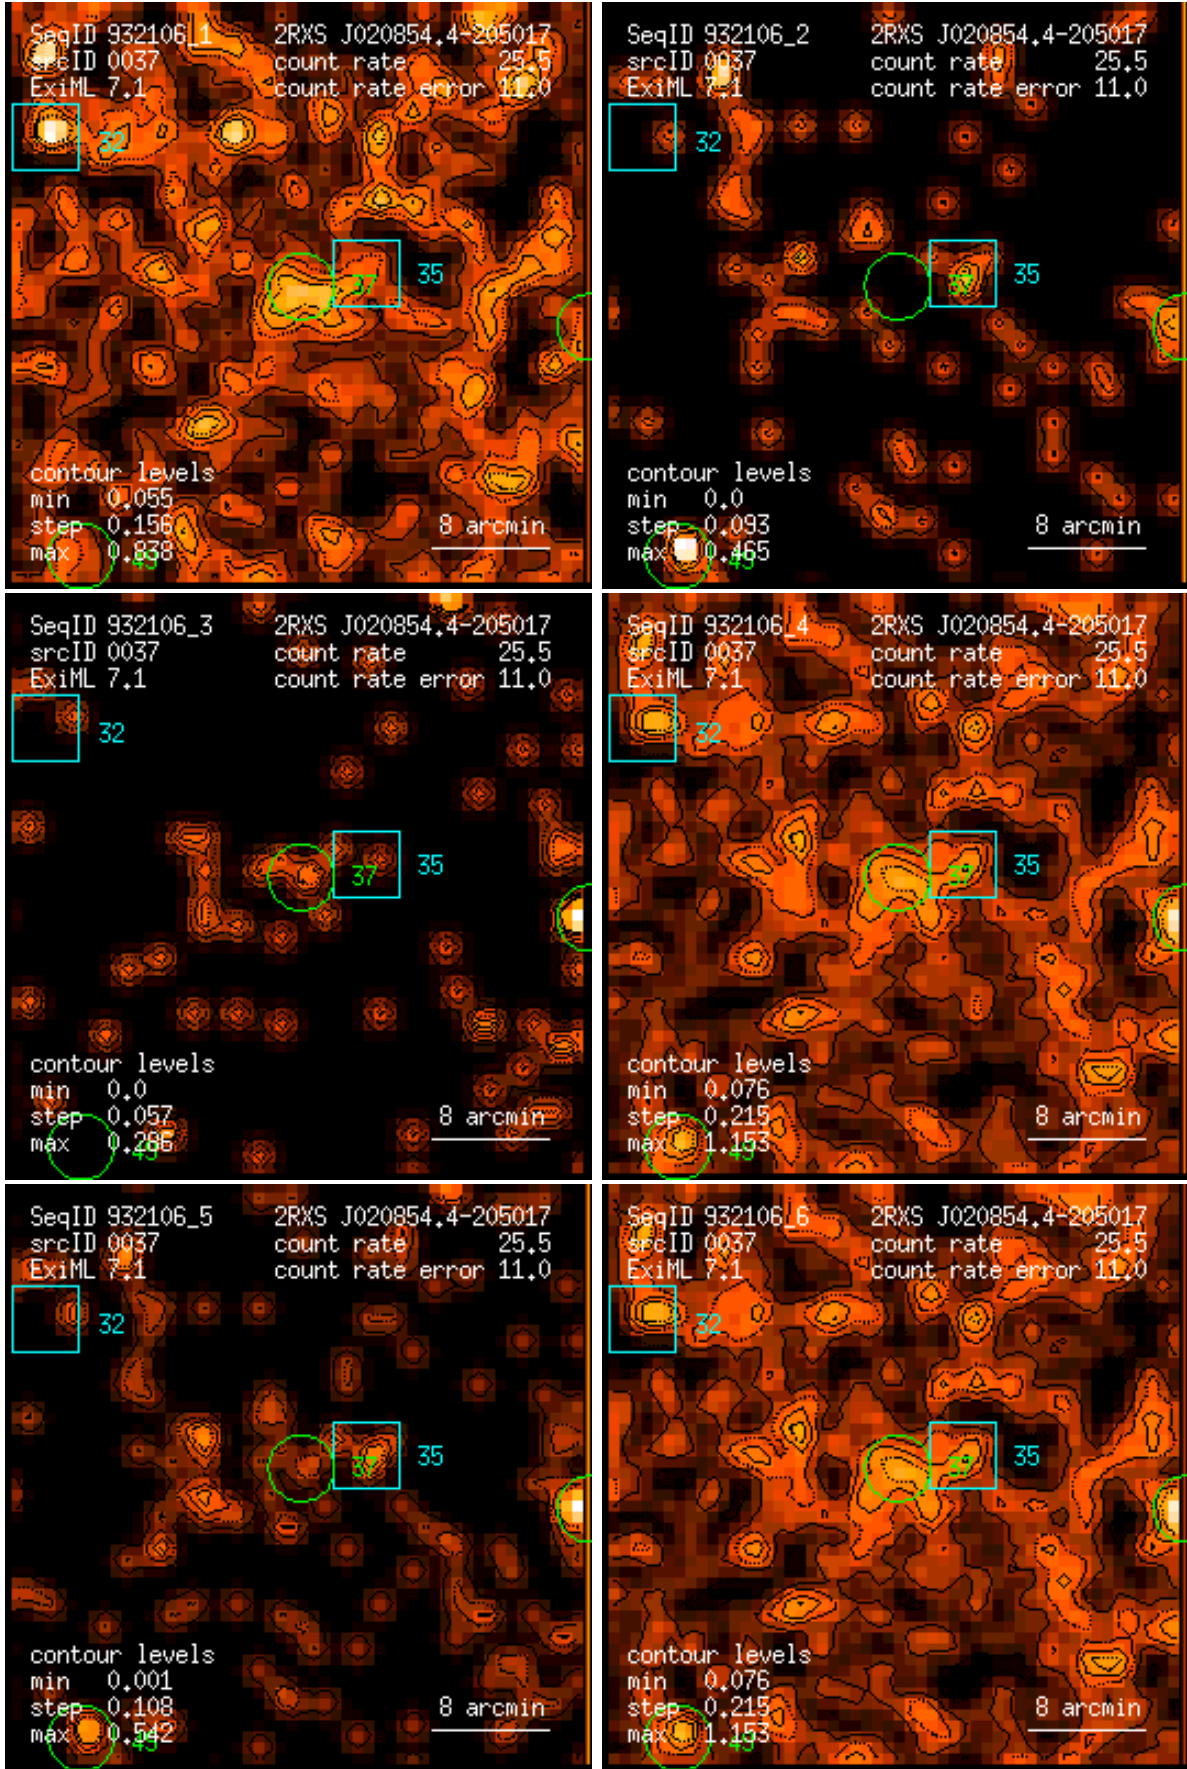 SeqID 932106_1 2RXS J020854.4-205017
srcID 0037 count rate 25.5
ExiML 7.1 count rate error 11.0
32
37 35
contour levels
min 0.055
step 0.156 8 arcmin
max 0.838
SeqID 932106_2 2RXS J020854.4-205017
srcID 0037 count rate 25.5
ExiML 7.1 count rate error 11.0
32
37 35
contour levels
min 0.0
step 0.093 8 arcmin
max 0.465
SeqID 932106_3 2RXS J020854.4-205017
srcID 0037 count rate 25.5
ExiML 7.1 count rate error 11.0
32
37 35
contour levels
min 0.0
step 0.057 8 arcmin
max 0.286
SeqID 932106_4 2RXS J020854.4-205017
srcID 0037 count rate 25.5
ExiML 7.1 count rate error 11.0
32
37 35
contour levels
min 0.076
step 0.215 8 arcmin
max 1.153
SeqID 932106_5 2RXS J020854.4-205017
srcID 0037 count rate 25.5
ExiML 7.1 count rate error 11.0
32
37 35
contour levels
min 0.001
step 0.108 8 arcmin
max 0.542
SeqID 932106_6 2RXS J020854.4-205017
srcID 0037 count rate 25.5
ExiML 7.1 count rate error 11.0
32
37 35
contour levels
min 0.076
step 0.215 8 arcmin
max 1.153